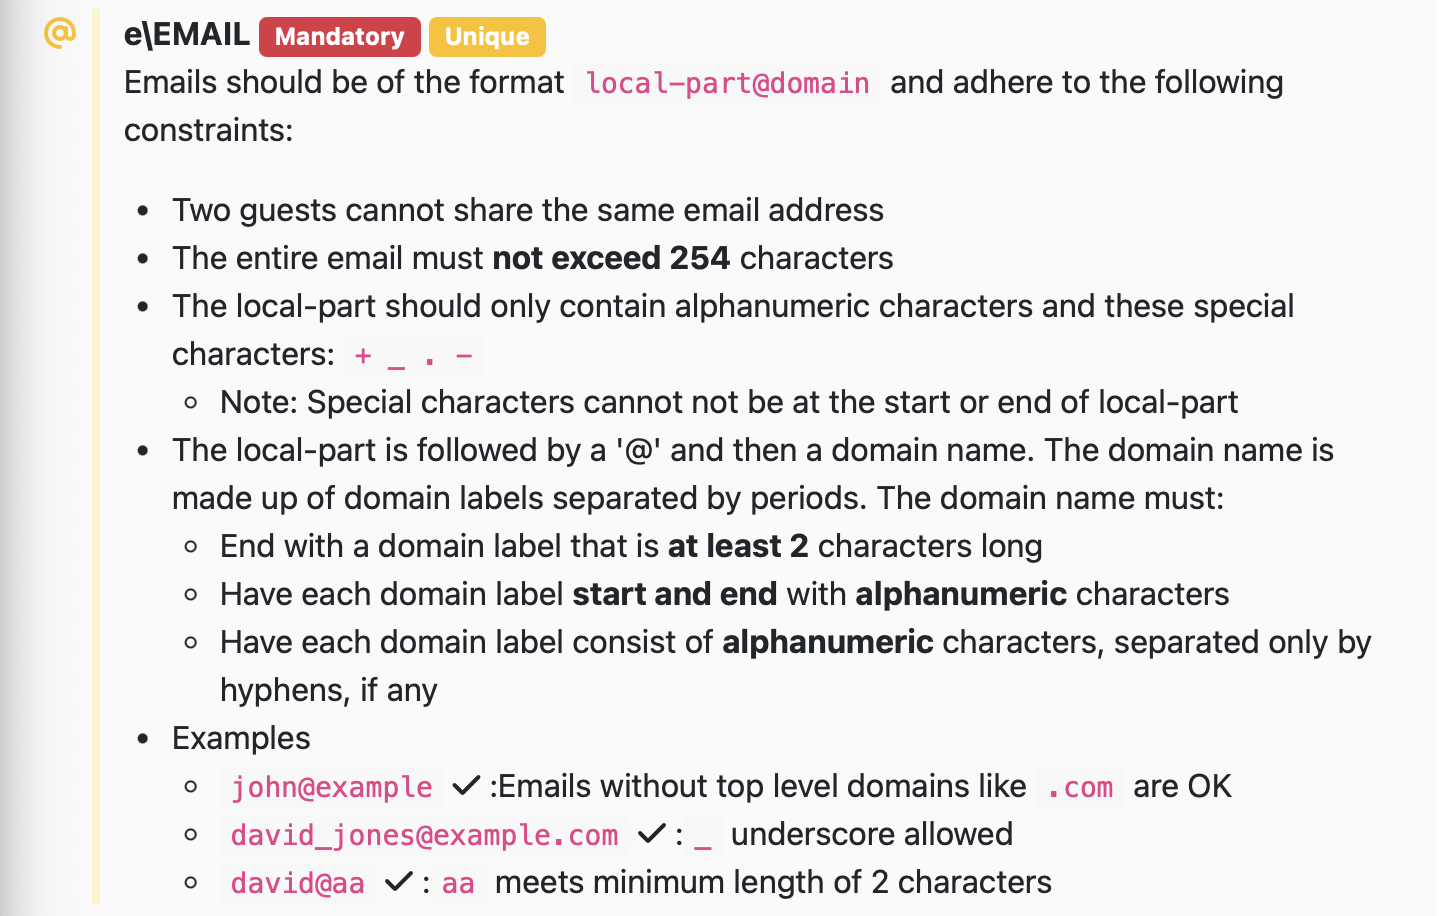 @ e\EMAIL Mandatory Unique
Emails should be of the format local-part@domain and adhere to the following
constraints:
• Two guests cannot share the same email address
• The entire email must not exceed 254 characters
• The local-part should only contain alphanumeric characters and these special
characters: + _ . -
◦ Note: Special characters cannot not be at the start or end of local-part
• The local-part is followed by a '@' and then a domain name. The domain name is
made up of domain labels separated by periods. The domain name must:
◦ End with a domain label that is at least 2 characters long
◦ Have each domain label start and end with alphanumeric characters
◦ Have each domain label consist of alphanumeric characters, separated only by
hyphens, if any
• Examples
◦ john@example ✓ :Emails without top level domains like .com are OK
◦ david_jones@example.com ✓ : _ underscore allowed
◦ david@aa ✓ : aa meets minimum length of 2 characters